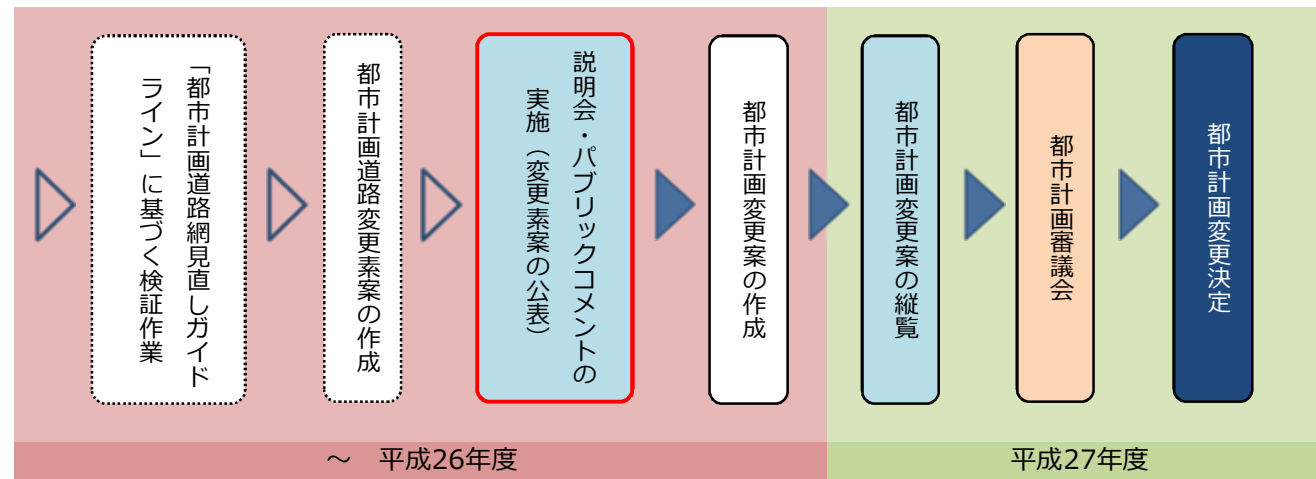 「都市計画道路網見直しガイド
ライン」に基づく検証作業
都市計画道路変更素案の作成
説明会・パブリックコメントの
実施（変更素案の公表）
都市計画変更案の作成
都市計画変更案の縦覧
都市計画審議会
都市計画変更決定
～　平成26年度
平成27年度